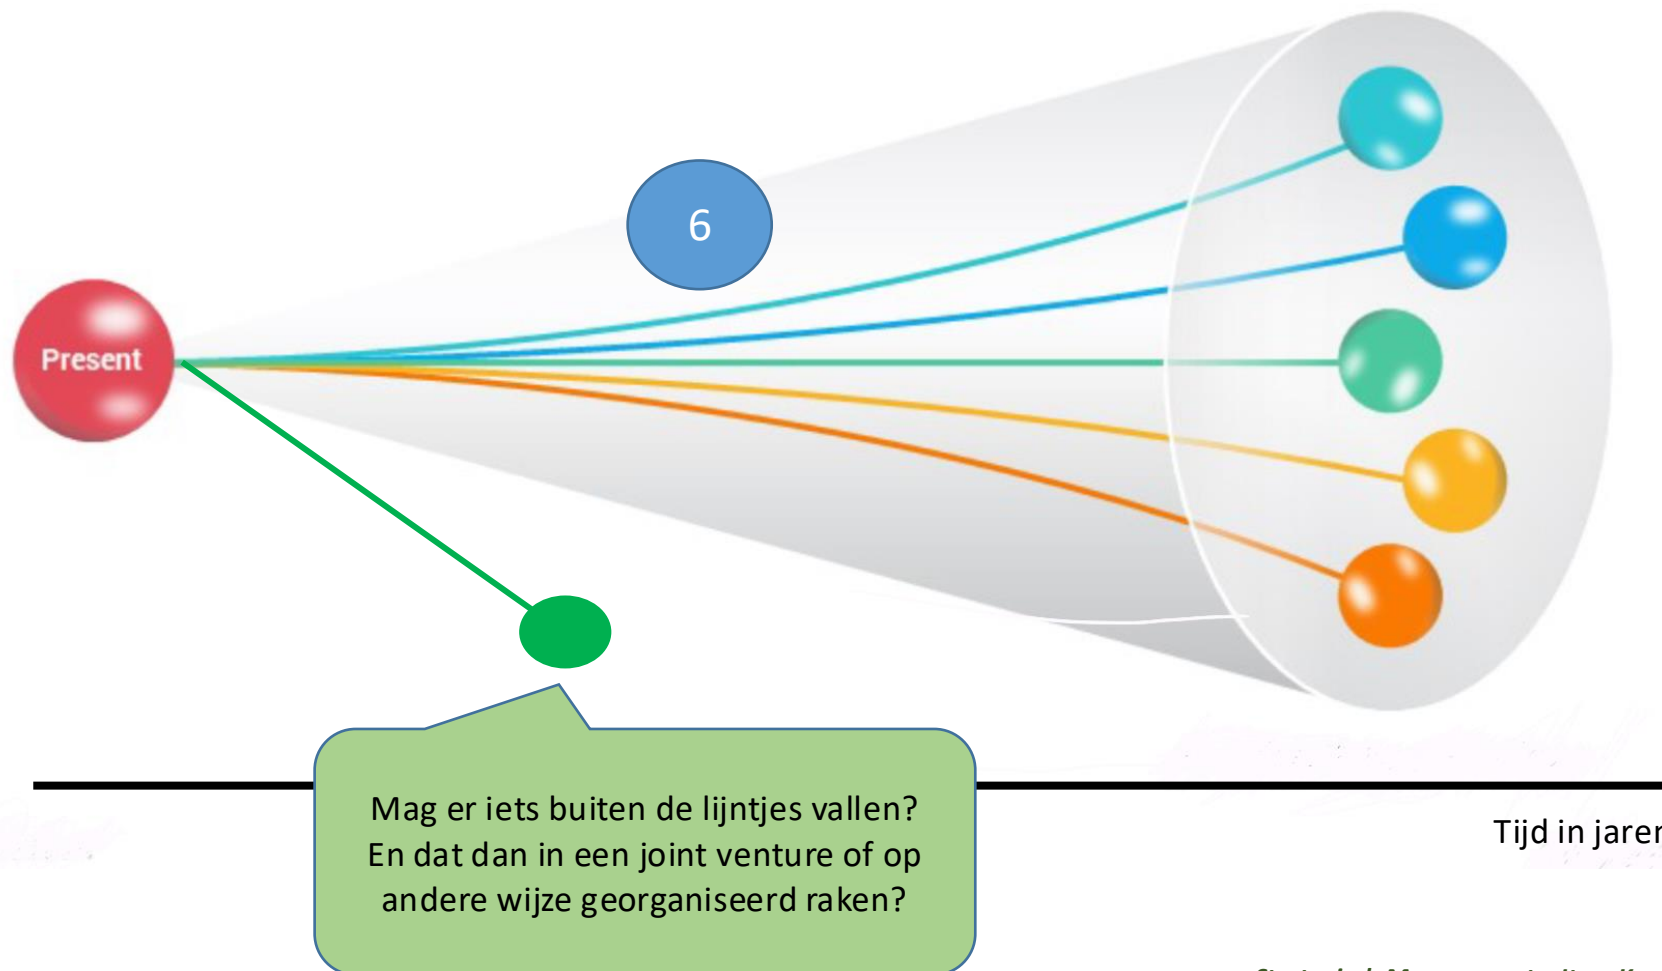 6
Present
Mag er iets buiten de lijntjes vallen?
En dat dan in een joint venture of op
andere wijze georganiseerd raken?
Tijd in jaren